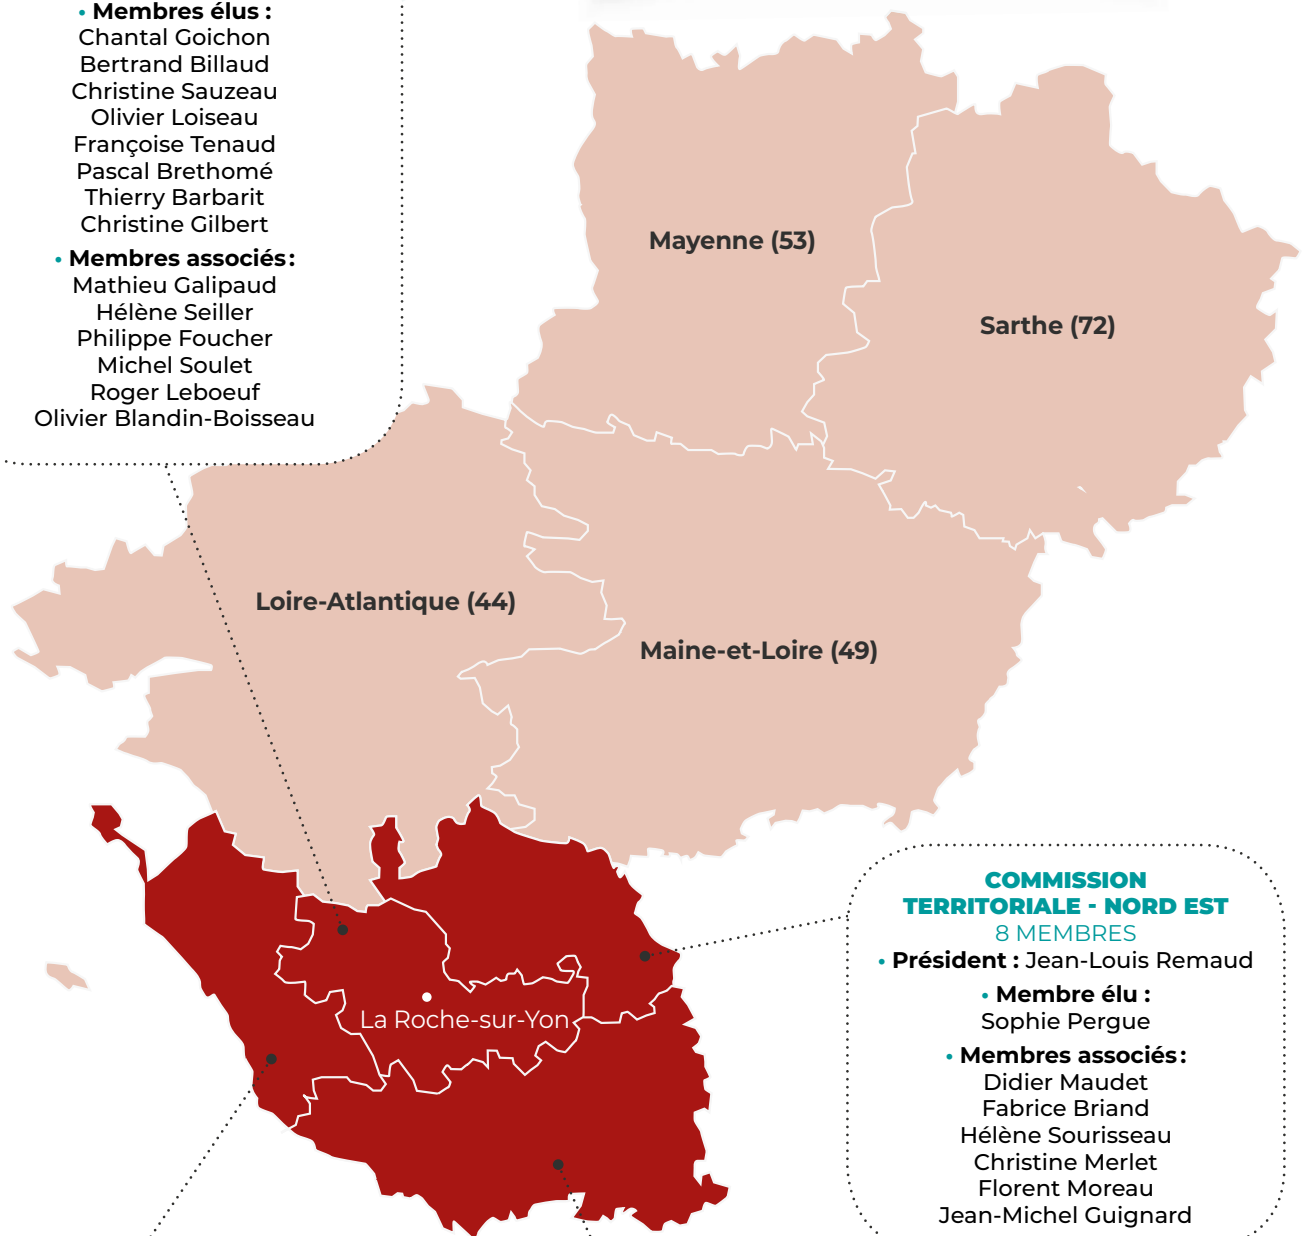 • Membres élus :
Chantal Goichon
Bertrand Billaud
Christine Sauzeau
Olivier Loiseau
Françoise Tenaud
Pascal Brethomé
Thierry Barbarit
Christine Gilbert
• Membres associés :
Mathieu Galipaud
Hélène Seiller
Philippe Foucher
Michel Soulet
Roger Leboeuf
Olivier Blandin-Boisseau
Mayenne (53)
Sarthe (72)
Loire-Atlantique (44)
Maine-et-Loire (49)
La Roche-sur-Yon
COMMISSION
TERRITORIALE - NORD EST
8 MEMBRES
• Président : Jean-Louis Remaud
• Membre élu :
Sophie Pergue
• Membres associés :
Didier Maudet
Fabrice Briand
Hélène Sourisseau
Christine Merlet
Florent Moreau
Jean-Michel Guignard